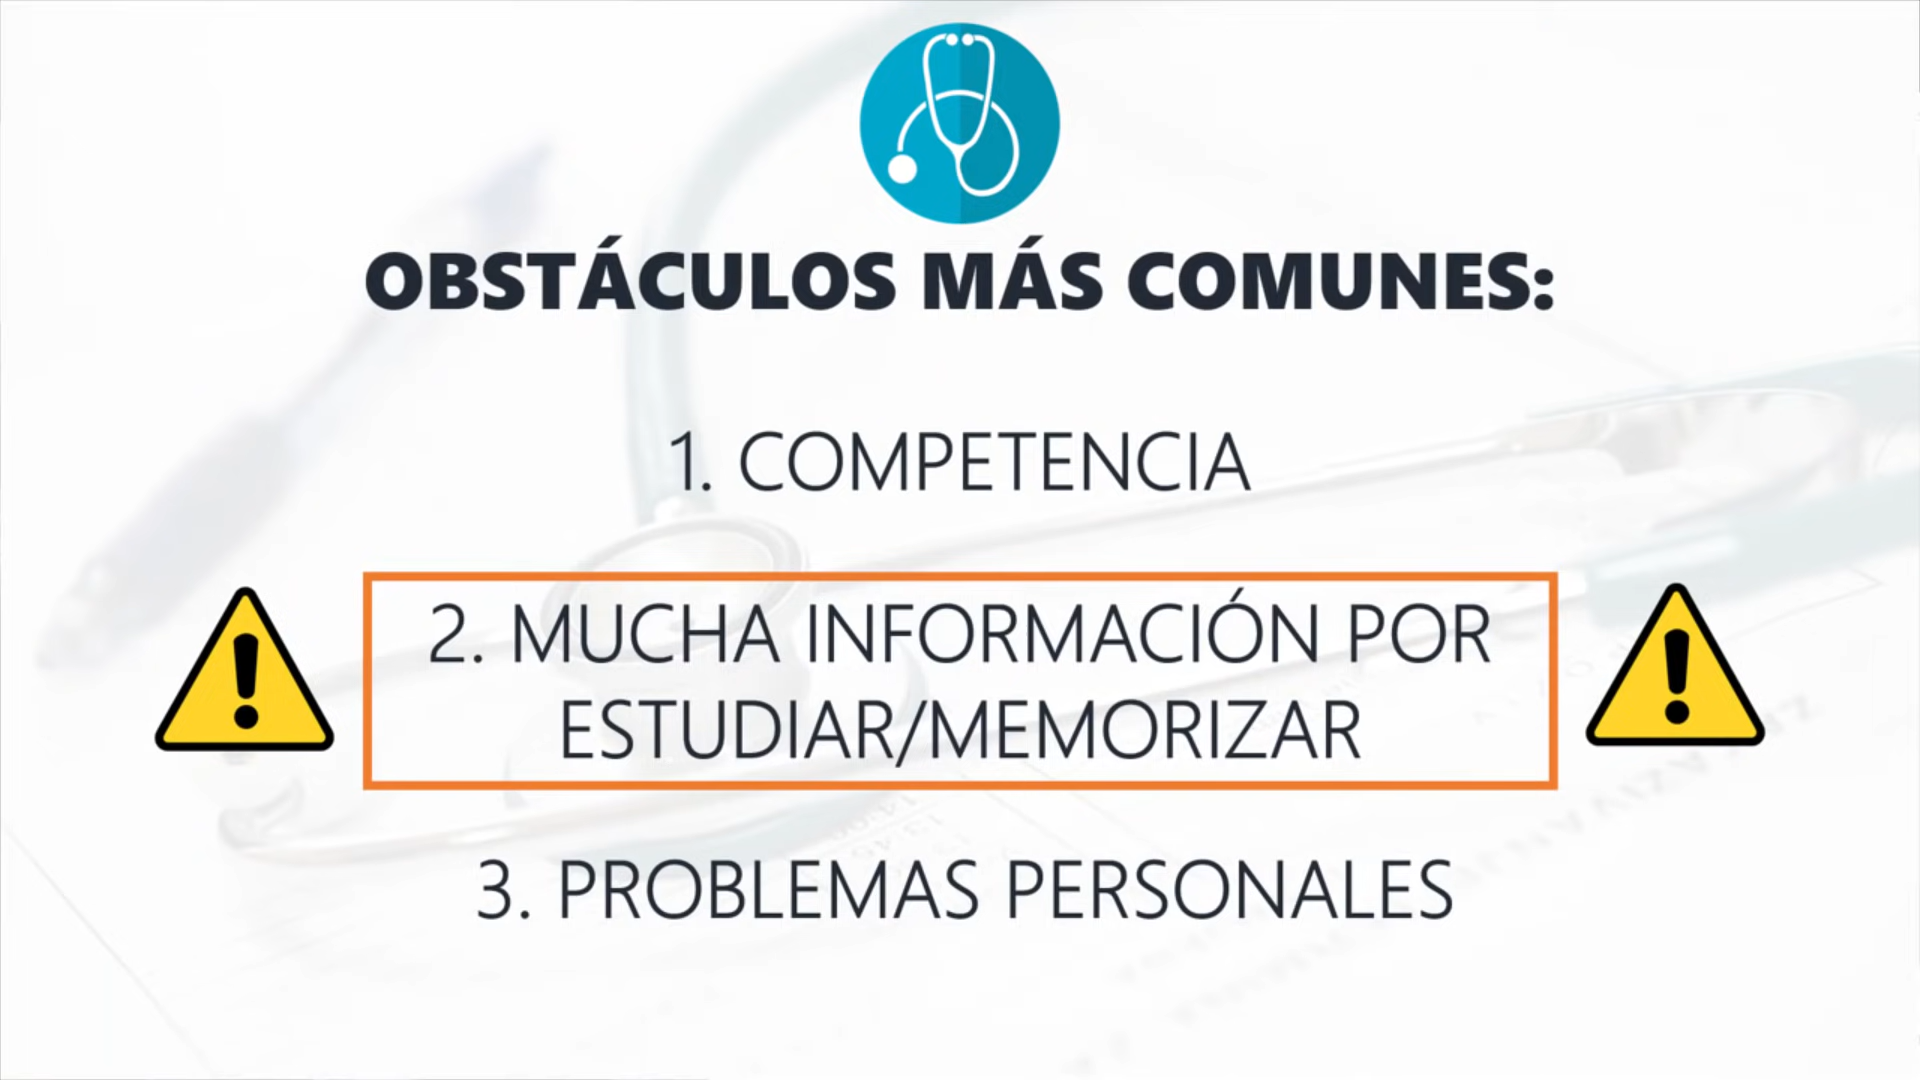 OBSTÁCULOS MÁS COMUNES:
1. COMPETENCIA
2. MUCHA INFORMACIÓN POR
ESTUDIAR/MEMORIZAR
3. PROBLEMAS PERSONALES